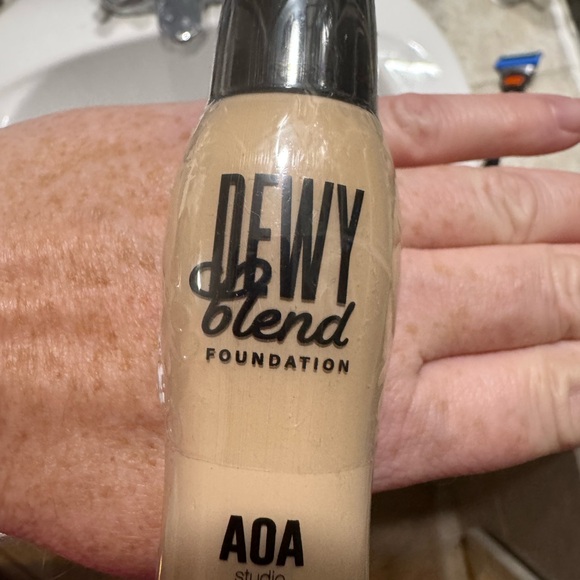 DEWY
blend
FOUNDATION
AOA
studio